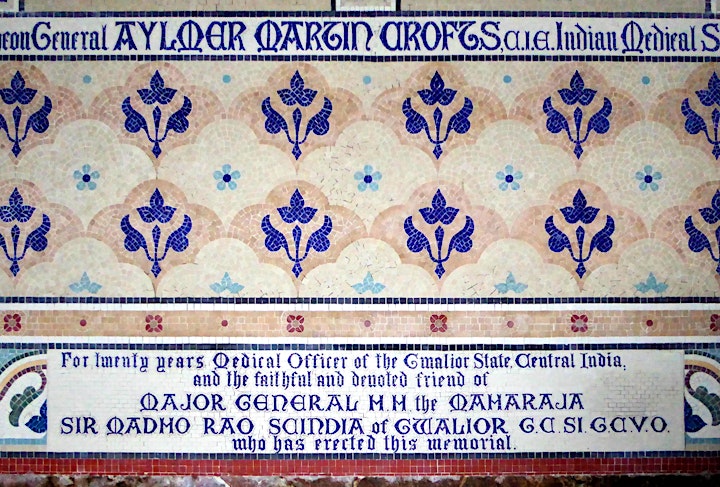 geon General AYLMER MARTIN CROFTS, C.I.E. Indian Medical S
For twenty years Medical Officer of the Gwalior State, Central India,
and the faithful and devoted friend of
MAJOR GENERAL H.H the MAHARAJA
SIR MADHO RAO SCINDIA of GWALIOR G.C.SI.G.C.V.O.
who has erected this memorial.